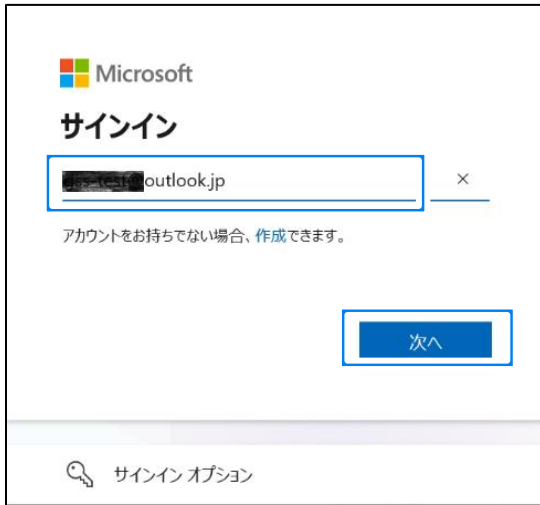 Microsoft
サインイン
outlook.jp
×
アカウントをお持ちでない場合、作成できます。
次へ
サインイン オプション